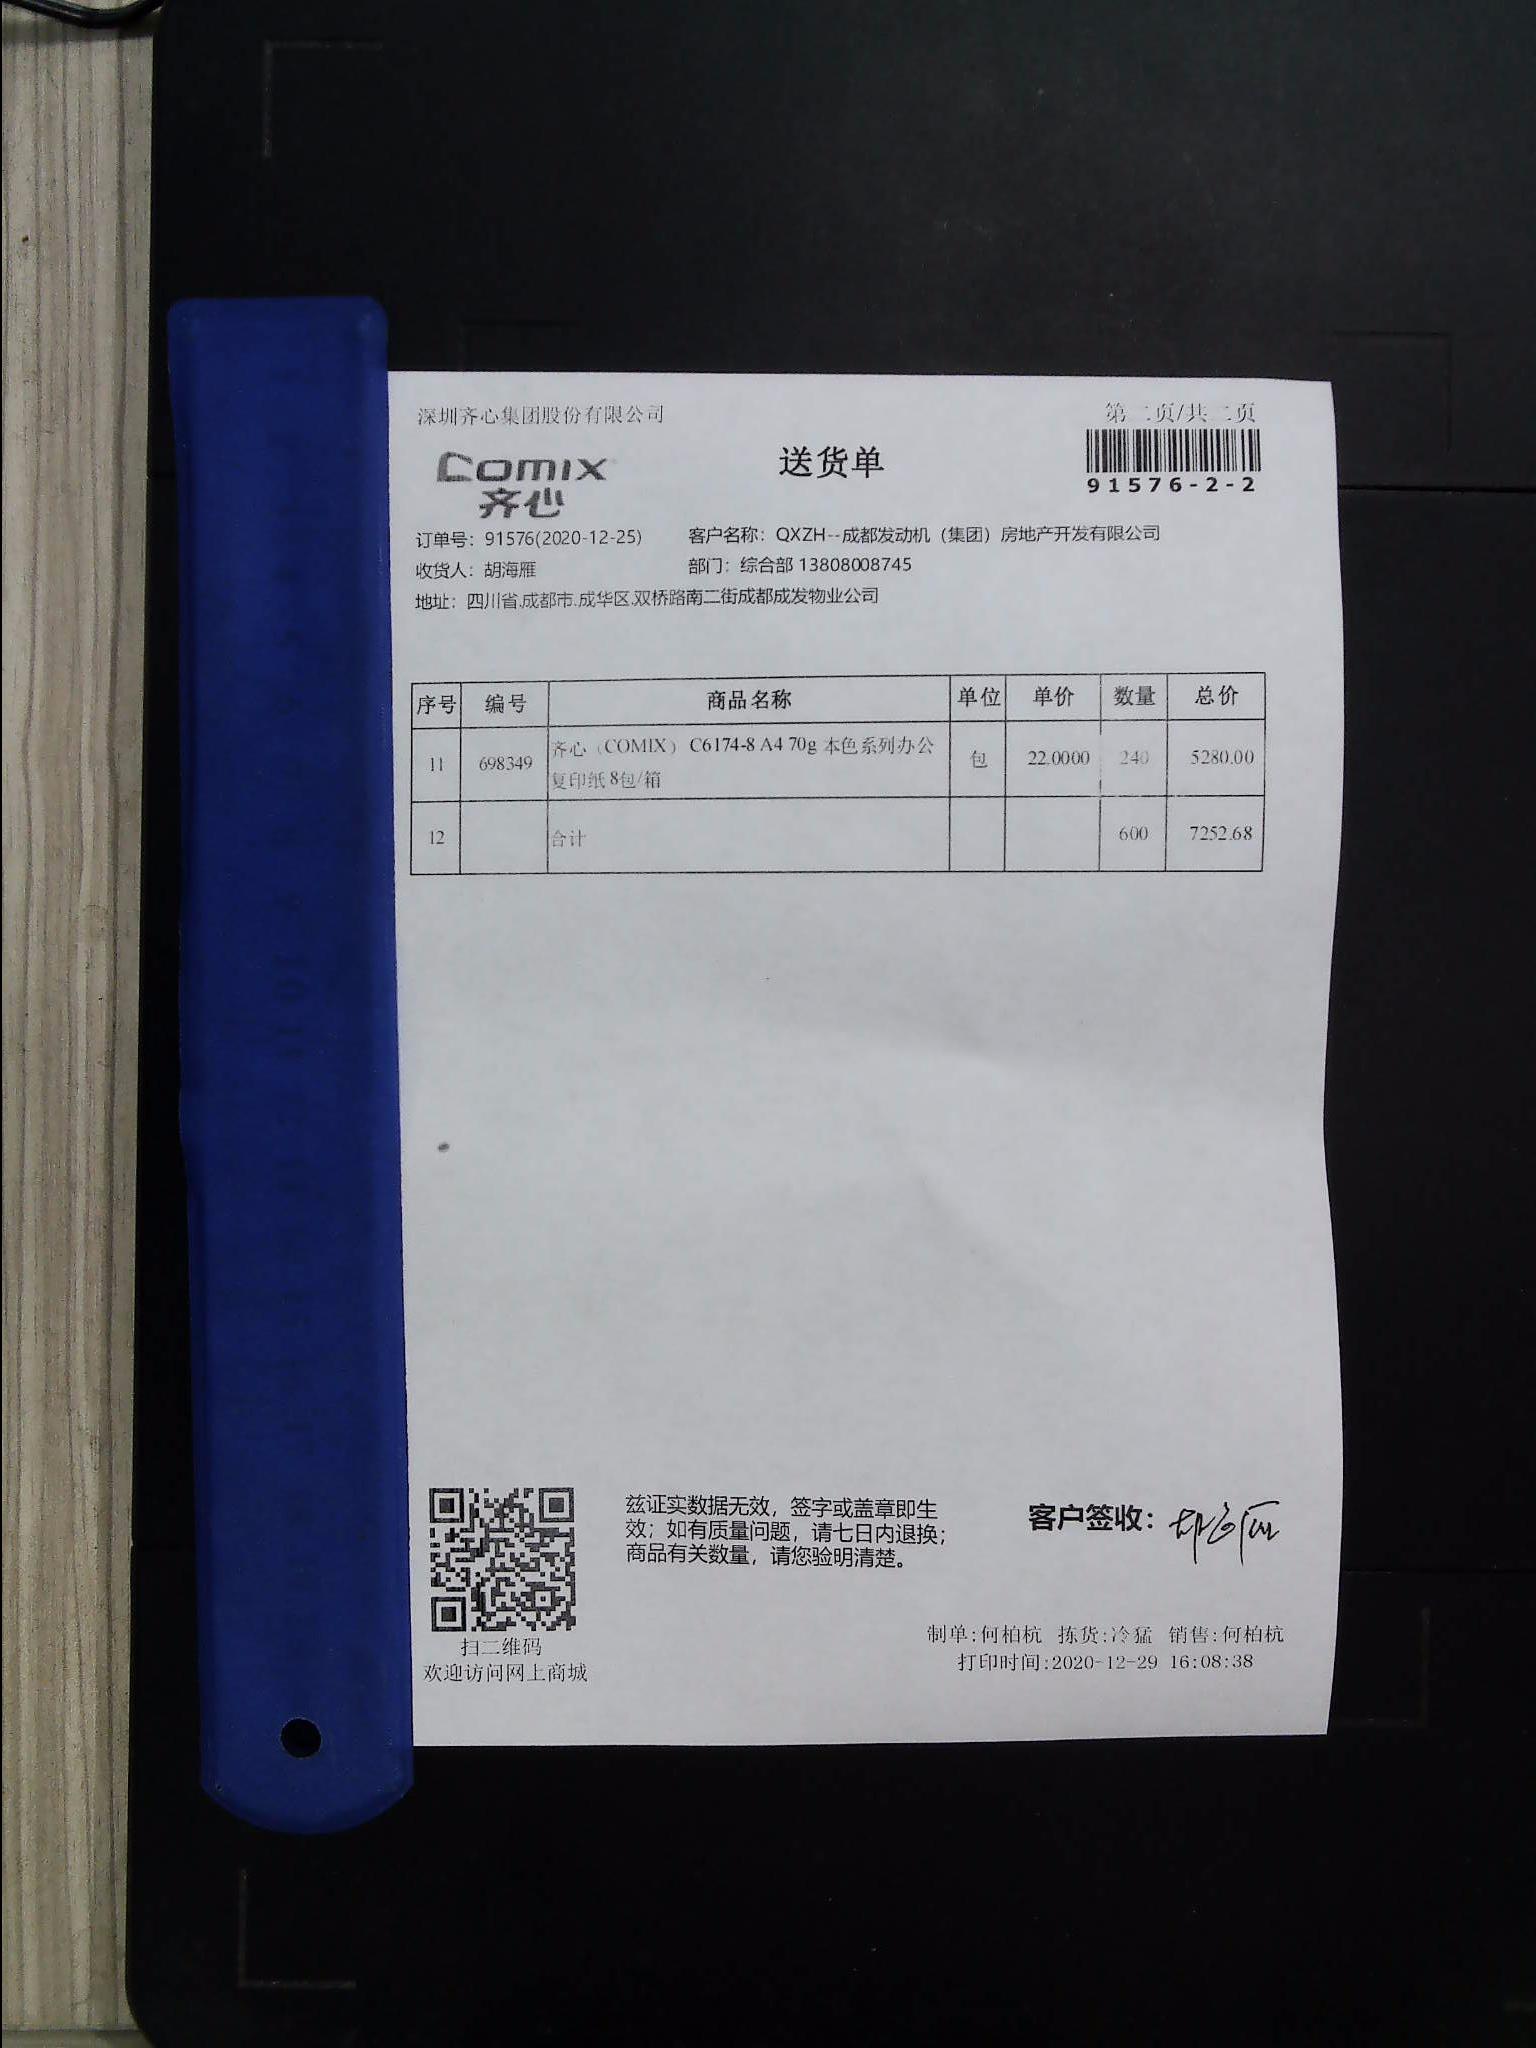 深圳齐心集团股份有限公司
第二页/共二页
COMIX
齐心
送货单
91576-2-2
订单号：91576(2020-12-25) 客户名称：QXZH--成都发动机（集团）房地产开发有限公司
收货人：胡海雁 部门：综合部 13808008745
地址：四川省.成都市.成华区.双桥路南二街成都成发物业公司
序号 编号 商品名称 单位 单价 数量 总价
11 698349 齐心（COMIX） C6174-8 A4 70g 本色系列办公 包 22.0000 240 5280.00
复印纸 8包/箱
12 合计 600 7252.68
兹证实数据无效，签字或盖章即生
效；如有质量问题，请七日内退换；
商品有关数量，请您验明清楚。
客户签收：
扫二维码
欢迎访问网上商城
制单:何柏杭 拣货:冷猛 销售:何柏杭
打印时间:2020-12-29 16:08:38